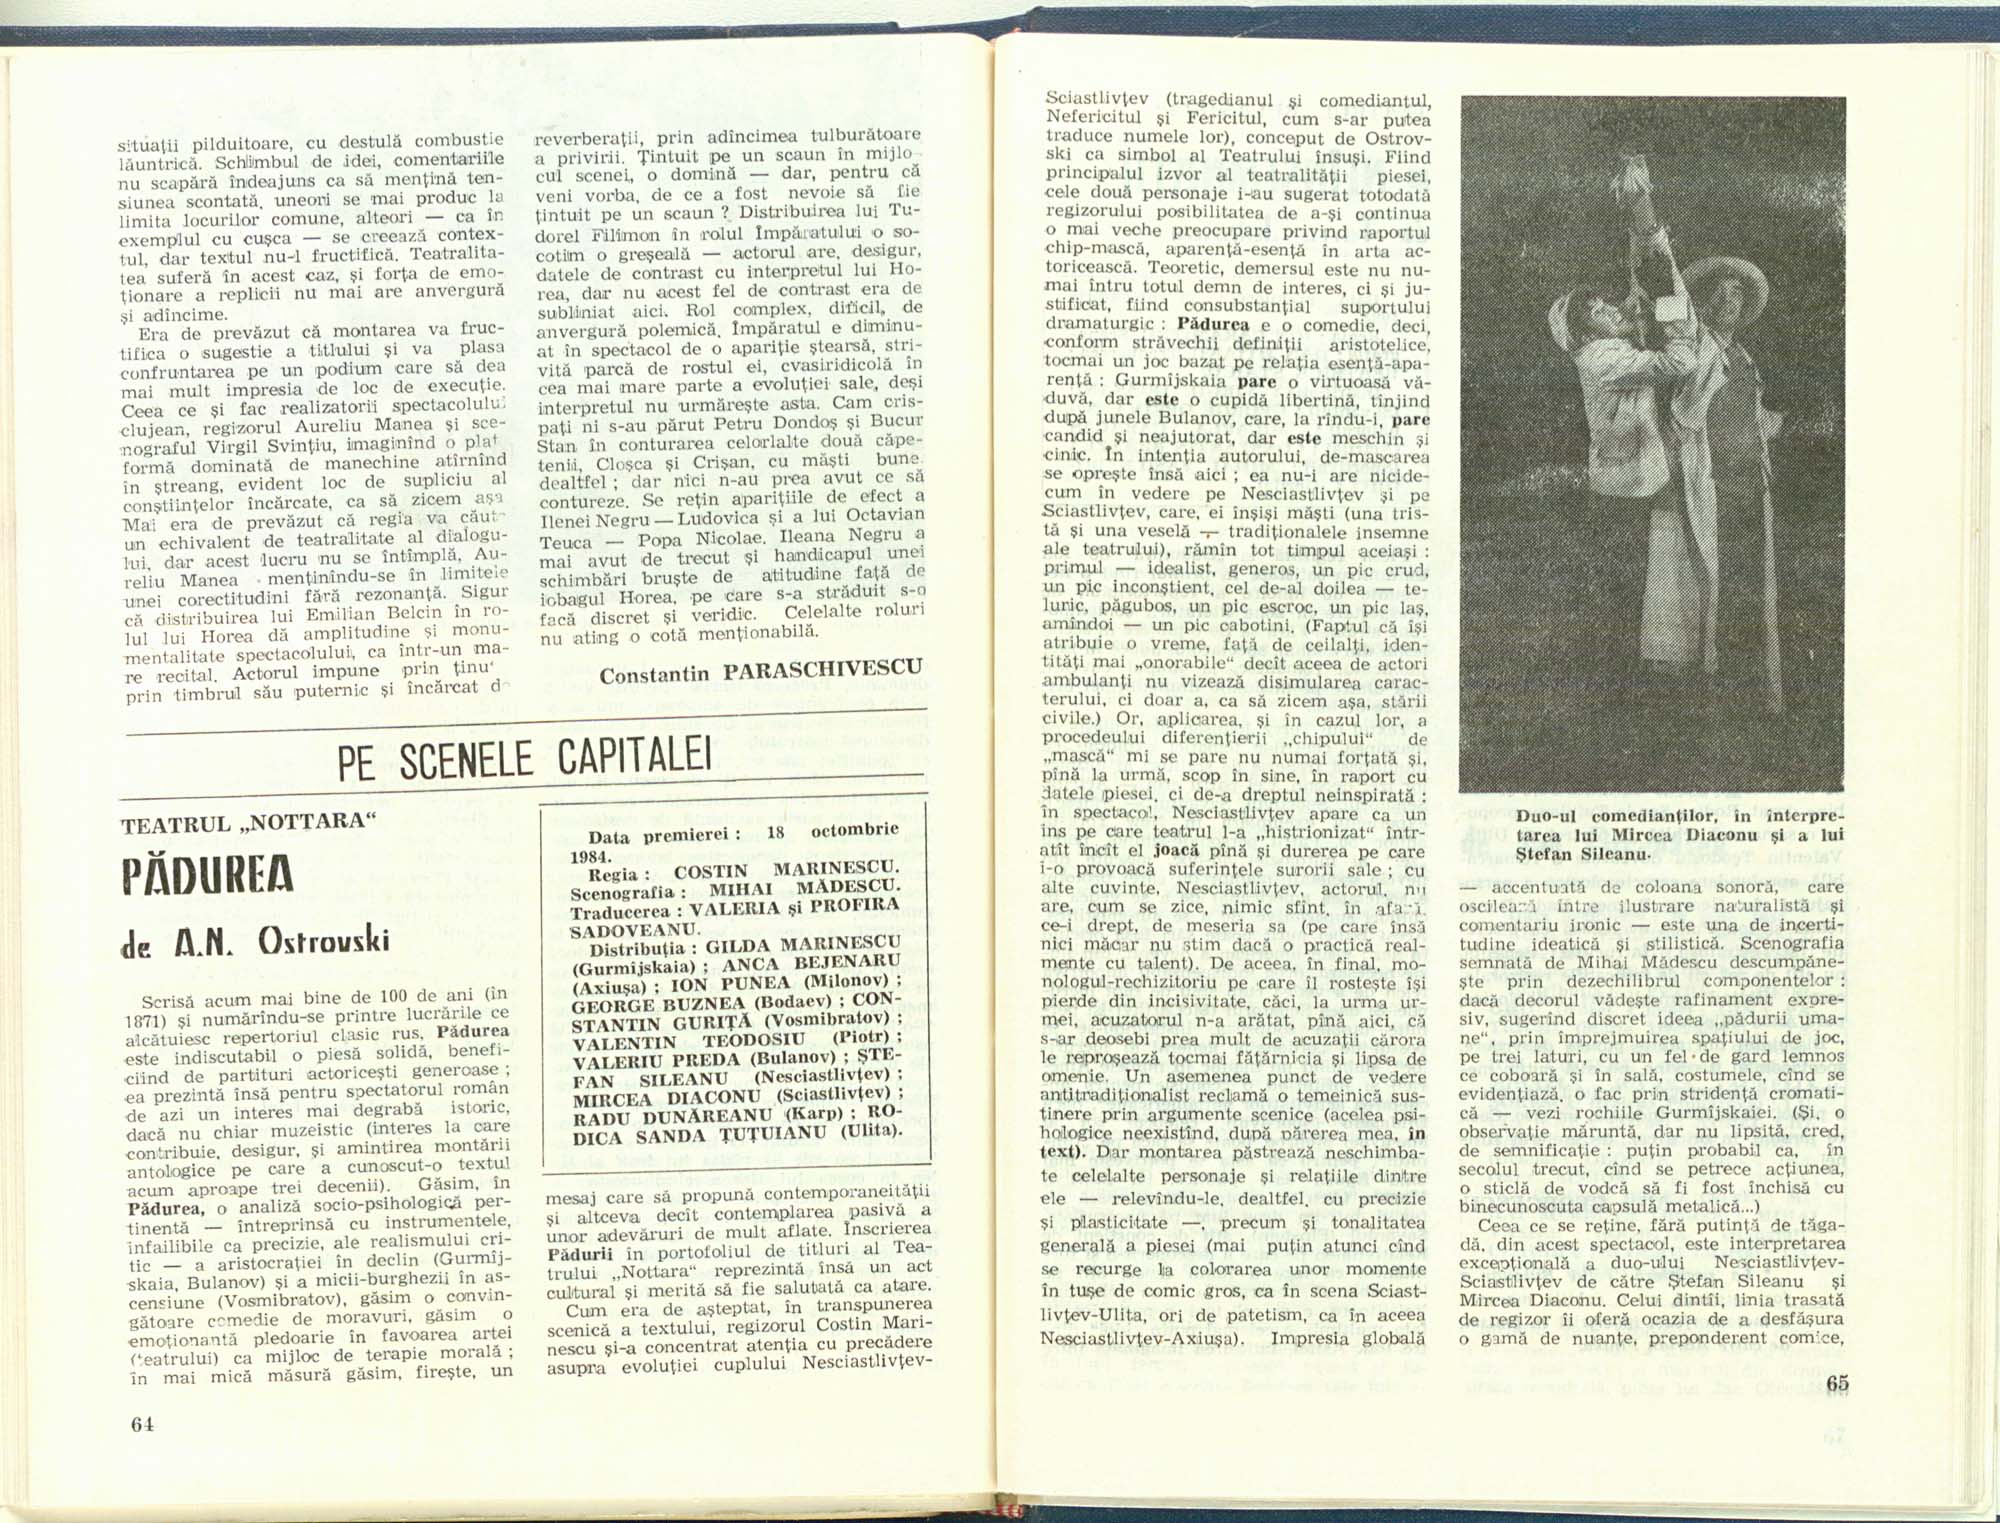 situații pilduitoare, cu destulă combustie
lăuntrică. Schimbul de idei, comentariile
nu scapără îndeajuns ca să mențină ten-
siunea scontată, uneori se mai produc la
limita locurilor comune, alteori — ca în
exemplul cu cușca — se creează contex-
tul, dar textul nu-l fructifică. Teatralita-
tea suferă în acest caz, și forța de emo-
ționare a replicii nu mai are anvergură
și adîncime.
Era de prevăzut că montarea va fruc-
tifica o sugestie a titlului și va plasa
confruntarea pe un podium care să dea
mai mult impresia de loc de execuție.
Ceea ce și fac realizatorii spectacolului
clujean, regizorul Aureliu Manea și sce-
nograful Virgil Svințiu, imaginînd o plat
formă dominată de manechine atîrnînd
în ștreang, evident loc de supliciu al
conștiințelor încărcate, ca să zicem așa
Mai era de prevăzut că regia va căuta
un echivalent de teatralitate al dialogu-
lui, dar acest lucru nu se întîmplă, Au-
reliu Manea menținîndu-se în limitele
unei corectitudini fără rezonanță. Sigur
că distribuirea lui Emilian Belcin în ro-
lul lui Horea dă amplitudine și monu-
mentalitate spectacolului, ca într-un ma-
re recital. Actorul impune prin ținu'
prin timbrul său puternic și încărcat d
reverberații, prin adîncimea tulburătoare
a privirii. Țintuit pe un scaun în mijlo-
cul scenei, o domină — dar, pentru că
veni vorba, de ce a fost nevoie să fie
țintuit pe un scaun ? Distribuirea lui Tu-
dorel Filimon în rolul Împăratului o so-
cotim o greșeală — actorul are, desigur,
datele de contrast cu interpretul lui Ho-
rea, dar nu acest fel de contrast era de
subliniat aici. Rol complex, dificil, de
anvergură polemică, Împăratul e diminu-
at în spectacol de o apariție ștearsă, stri-
vită parcă de rostul ei, cvasiridicolă în
cea mai mare parte a evoluției sale, deși
interpretul nu urmărește asta. Cam cris-
pați ni s-au părut Petru Dondoș și Bucur
Stan în conturarea celorlalte două căpe-
tenii, Cloșca și Crișan, cu măști bune
dealtfel ; dar nici n-au prea avut ce să
contureze. Se rețin aparițiile de efect a
Ilenei Negru — Ludovica și a lui Octavian
Teuca — Popa Nicolae. Ileana Negru a
mai avut de trecut și handicapul unei
schimbări bruște de atitudine față de
iobagul Horea, pe care s-a străduit s-o
facă discret și veridic. Celelalte roluri
nu ating o cotă menționabilă.
Constantin PARASCHIVESCU
PE SCENELE CAPITALEI
TEATRUL „NOTTARA“
PĂDUREA
de A.N. Ostrovski
Scrisă acum mai bine de 100 de ani (în
1871) și numărîndu-se printre lucrările ce
alcătuiesc repertoriul clasic rus, Pădurea
este indiscutabil o piesă solidă, benefi-
ciind de partituri actoricești generoase ;
ea prezintă însă pentru spectatorul român
de azi un interes mai degrabă istoric,
dacă nu chiar muzeistic (interes la care
contribuie, desigur, și amintirea montării
antologice pe care a cunoscut-o textul
acum aproape trei decenii). Găsim, în
Pădurea, o analiză socio-psihologică per-
tinentă — întreprinsă cu instrumentele,
infailibile ca precizie, ale realismului cri-
tic — a aristocrației în declin (Gurmîj-
skaia, Bulanov) și a micii-burghezii în as-
censiune (Vosmibratov), găsim o convin-
gătoare comedie de moravuri, găsim o
emoționantă pledoarie în favoarea artei
(teatrului) ca mijloc de terapie morală ;
în mai mică măsură găsim, firește, un
Data premierei : 18 octombrie
1984.
Regia : COSTIN MARINESCU.
Scenografia : MIHAI MĂDESCU.
Traducerea : VALERIA și PROFIRA
SADOVEANU.
Distribuția : GILDA MARINESCU
(Gurmîjskaia) ; ANCA BEJENARU
(Axiușa) ; ION PUNEA (Milonov) ;
GEORGE BUZNEA (Bodaev) ; CON-
STANTIN GURIȚĂ (Vosmibratov) ;
VALENTIN TEODOSIU (Piotr) ;
VALERIU PREDA (Bulanov) ; ȘTE-
FAN SILEANU (Nesciastlivțev) ;
MIRCEA DIACONU (Sciastlivțev) ;
RADU DUNĂREANU (Karp) ; RO-
DICA SANDA ȚUȚUIANU (Ulita).
mesaj care să propună contemporaneității
și altceva decît contemplarea pasivă a
unor adevăruri de mult aflate. Înscrierea
Pădurii în portofoliul de titluri al Tea-
trului „Nottara“ reprezintă însă un act
cultural și merită să fie salutată ca atare.
Cum era de așteptat, în transpunerea
scenică a textului, regizorul Costin Mari-
nescu și-a concentrat atenția cu precădere
asupra evoluției cuplului Nesciastlivțev-
64
Sciastlivțev (tragedianul și comediantul,
Nefericitul și Fericitul, cum s-ar putea
traduce numele lor), conceput de Ostrov-
ski ca simbol al Teatrului însuși. Fiind
principalul izvor al teatralității piesei,
cele două personaje i-au sugerat totodată
regizorului posibilitatea de a-și continua
o mai veche preocupare privind raportul
chip-mască, aparență-esență în arta ac-
toricească. Teoretic, demersul este nu nu-
mai întru totul demn de interes, ci și ju-
stificat, fiind consubstanțial suportului
dramaturgic : Pădurea e o comedie, deci,
conform străvechii definiții aristotelice,
tocmai un joc bazat pe relația esență-apa-
rență : Gurmîjskaia pare o virtuoasă vă-
duvă, dar este o cupidă libertină, tînjind
după junele Bulanov, care, la rîndu-i, pare
candid și neajutorat, dar este meschin și
cinic. În intenția autorului, de-mascarea
se oprește însă aici ; ea nu-i are nicide-
cum în vedere pe Nesciastlivțev și pe
Sciastlivțev, care, ei înșiși măști (una tris-
tă și una veselă — tradiționalele insemne
ale teatrului), rămîn tot timpul aceiași :
primul — idealist, generos, un pic crud,
un pic inconștient, cel de-al doilea — te-
luric, păgubos, un pic escroc, un pic laș,
amîndoi — un pic cabotini. (Faptul că își
atribuie o vreme, față de ceilalți, iden-
tități mai „onorabile“ decît aceea de actori
ambulanți nu vizează disimularea carac-
terului, ci doar a, ca să zicem așa, stării
civile.) Or, aplicarea, și în cazul lor, a
procedeului diferențierii „chipului“ de
„mască“ mi se pare nu numai forțată și,
pînă la urmă, scop în sine, în raport cu
datele piesei, ci de-a dreptul neinspirată :
în spectacol, Nesciastlivțev apare ca un
ins pe care teatrul l-a „histrionizat“ într-
atît încît el joacă pînă și durerea pe care
i-o provoacă suferințele surorii sale ; cu
alte cuvinte, Nesciastlivțev, actorul, nu
are, cum se zice, nimic sfînt, în afară,
ce-i drept, de meseria sa (pe care însă
nici măcar nu știm dacă o practică real-
mente cu talent). De aceea, în final, mo-
nologul-rechizitoriu pe care îl rostește își
pierde din incisivitate, căci, la urma ur-
mei, acuzatorul n-a arătat, pînă aici, că
s-ar deosebi prea mult de acuzații cărora
le reproșează tocmai fățărnicia și lipsa de
omenie. Un asemenea punct de vedere
antitradiționalist reclamă o temeinică sus-
ținere prin argumente scenice (acelea psi-
hologice neexistînd, după părerea mea, în
text). Dar montarea păstrează neschimba-
te celelalte personaje și relațiile dintre
ele — relevîndu-le, dealtfel, cu precizie
și plasticitate —, precum și tonalitatea
generală a piesei (mai puțin atunci cînd
se recurge la colorarea unor momente
în tușe de comic gros, ca în scena Sciast-
livțev-Ulita, ori de patetism, ca în aceea
Nesciastlivțev-Axiușa). Impresia globală
Duo-ul comedianților, în interpre-
tarea lui Mircea Diaconu și a lui
Ștefan Sileanu.
— accentuată de coloana sonoră, care
oscilează între ilustrare naturalistă și
comentariu ironic — este una de incerti-
tudine ideatică și stilistică. Scenografia
semnată de Mihai Mădescu descumpăne-
ște prin dezechilibrul componentelor :
dacă decorul vădește rafinament expre-
siv, sugerînd discret ideea „pădurii uma-
ne“, prin împrejmuirea spațiului de joc,
pe trei laturi, cu un fel de gard lemnos
ce coboară și în sală, costumele, cînd se
evidențiază, o fac prin stridență cromati-
că — vezi rochiile Gurmîjskaiei. (Și, o
observație măruntă, dar nu lipsită, cred,
de semnificație : puțin probabil ca, în
secolul trecut, cînd se petrece acțiunea,
o sticlă de vodcă să fi fost închisă cu
binecunoscuta capsulă metalică...)
Ceea ce se reține, fără putință de tăga-
dă, din acest spectacol, este interpretarea
excepțională a duo-ului Nesciastlivțev-
Sciastlivțev de către Ștefan Sileanu și
Mircea Diaconu. Celui dintîi, linia trasată
de regizor îi oferă ocazia de a desfășura
o gamă de nuanțe, preponderent comice,
65